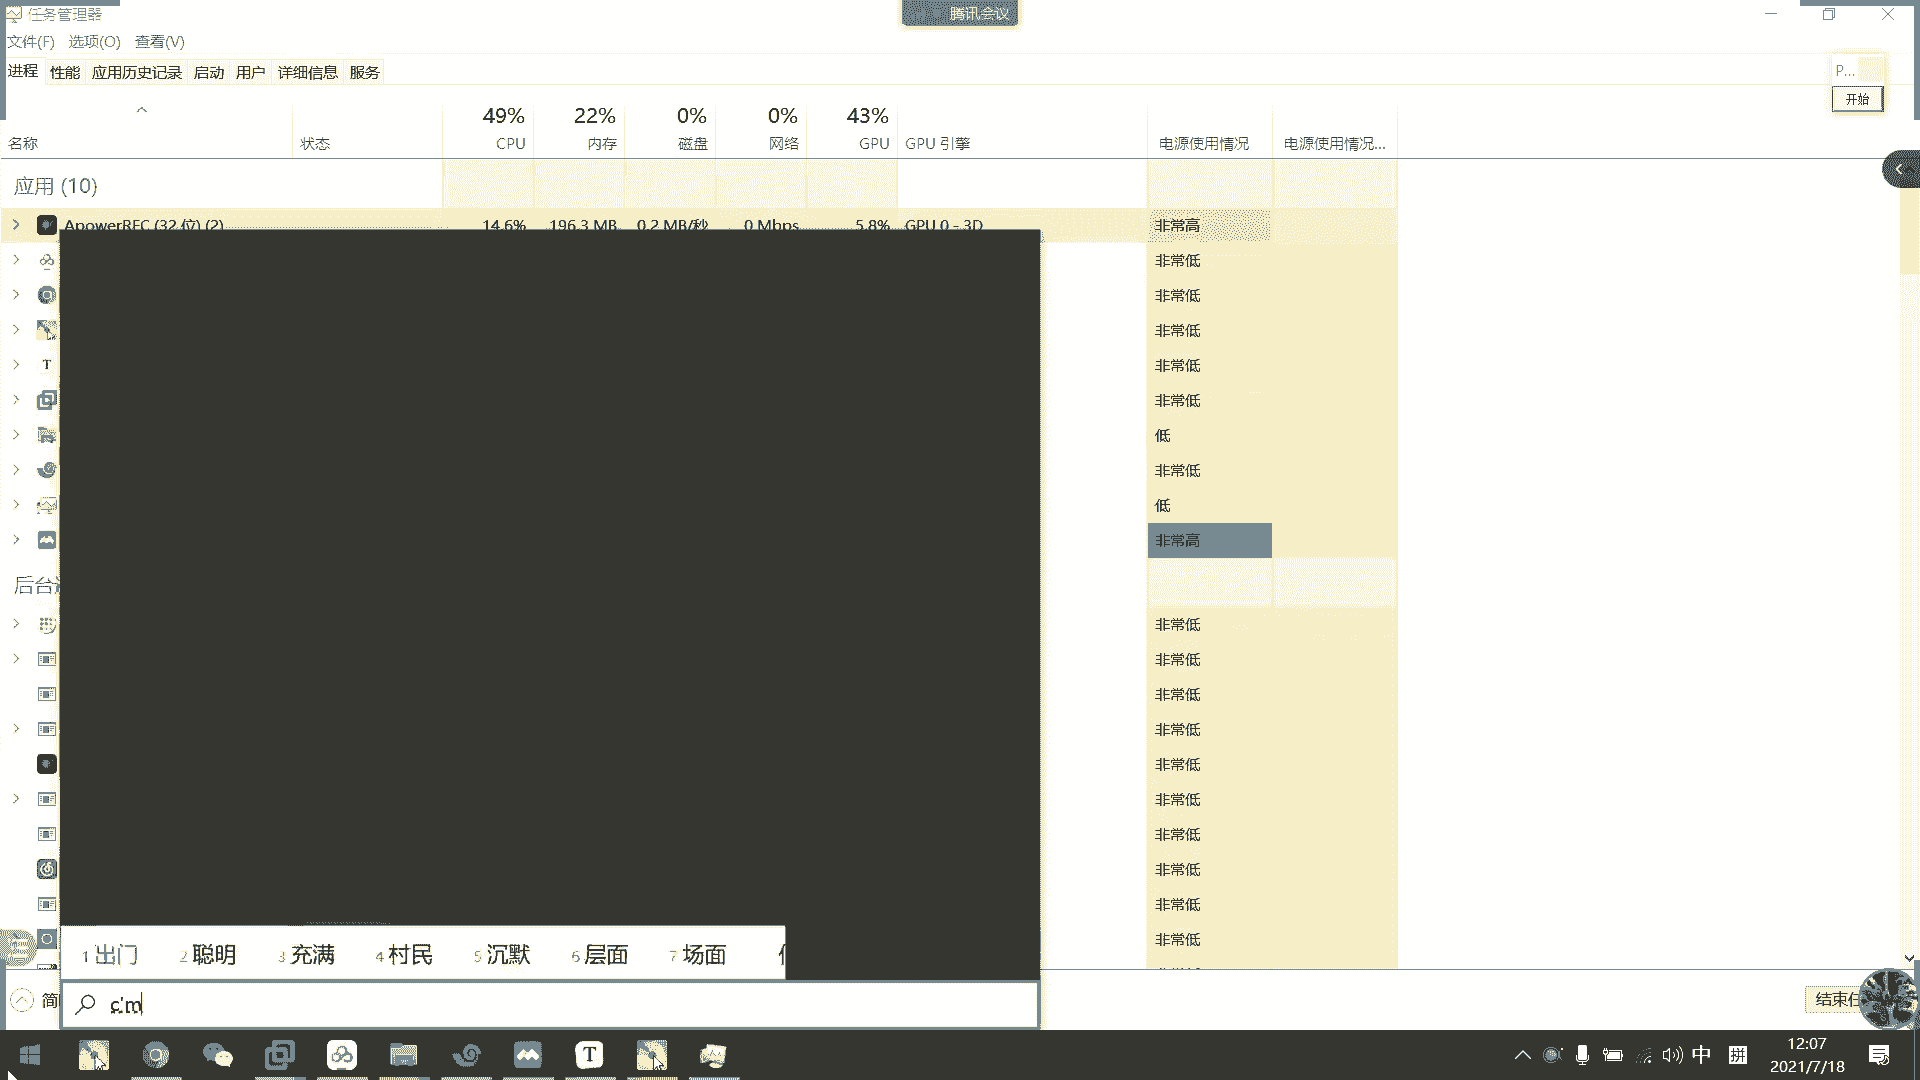 任务管理器
腾讯会议
文件(F) 选项(O) 查看(V)
进程 性能 应用历史记录 启动 用户 详细信息 服务
P...
开始
49% 22% 0% 0% 43%
名称 状态 CPU 内存 磁盘 网络 GPU GPU 引擎 电源使用情况 电源使用情况...
应用 (10)
ApowerREC (32 位) (2) 14.6% 196.3 MB 0.2 MB/秒 0 Mbps 5.8% GPU 0 - 3D 非常高
非常低
非常低
非常低
T 非常低
非常低
低
非常低
低
非常高
后台
非常低
非常低
非常低
非常低
非常低
非常低
非常低
非常低
非常低
非常低
1 出门 2 聪明 3 充满 4 村民 5 沉默 6 层面 7 场面
简
c'm
结束任
T
中 拼
12:07
2021/7/18